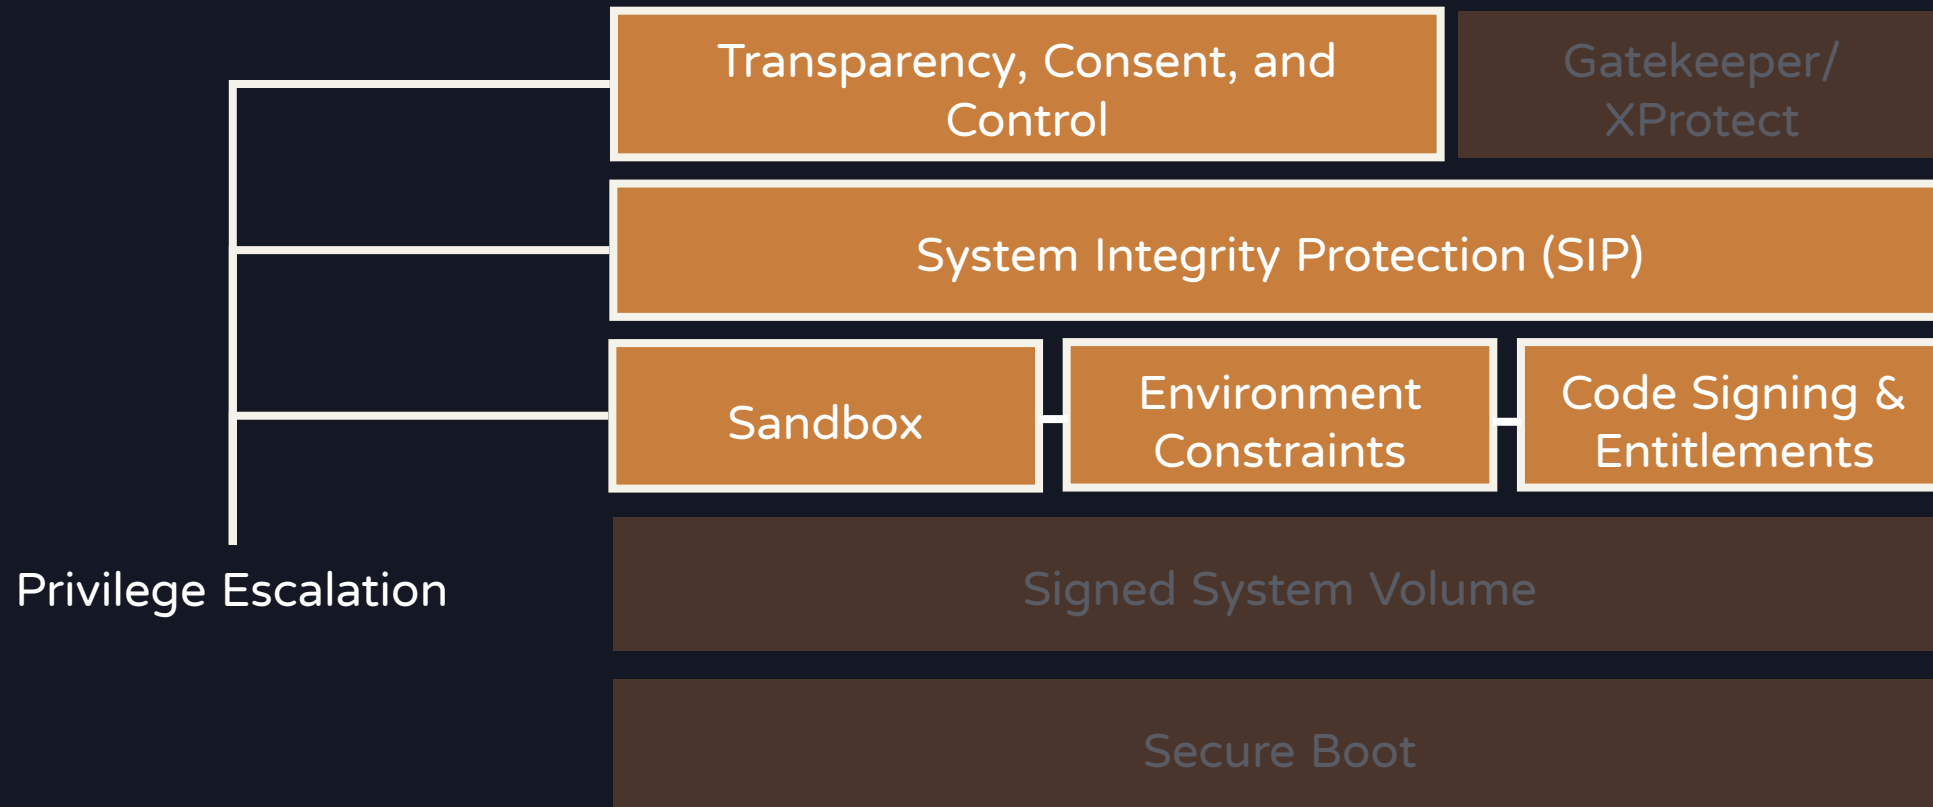 Transparency, Consent, and
Control
Gatekeeper/
XProtect
System Integrity Protection (SIP)
Sandbox
Environment
Constraints
Code Signing &
Entitlements
Privilege Escalation
Signed System Volume
Secure Boot